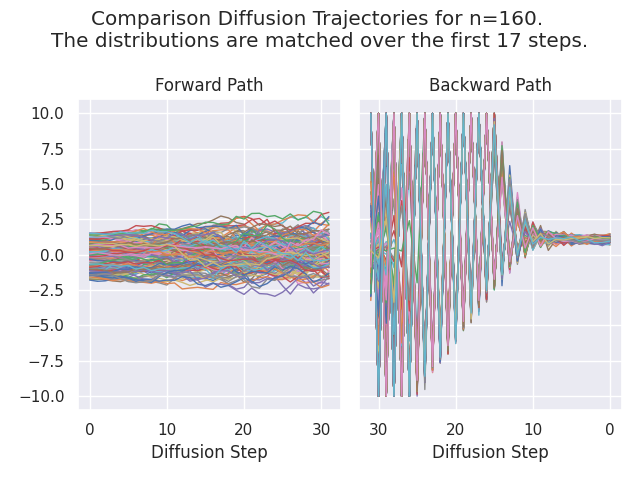 Comparison Diffusion Trajectories for n=160.
The distributions are matched over the first 17 steps.
Forward Path
Backward Path
10.0
7.5
5.0
2.5
0.0
−2.5
−5.0
−7.5
−10.0
0 10 20 30
30 20 10 0
Diffusion Step
Diffusion Step